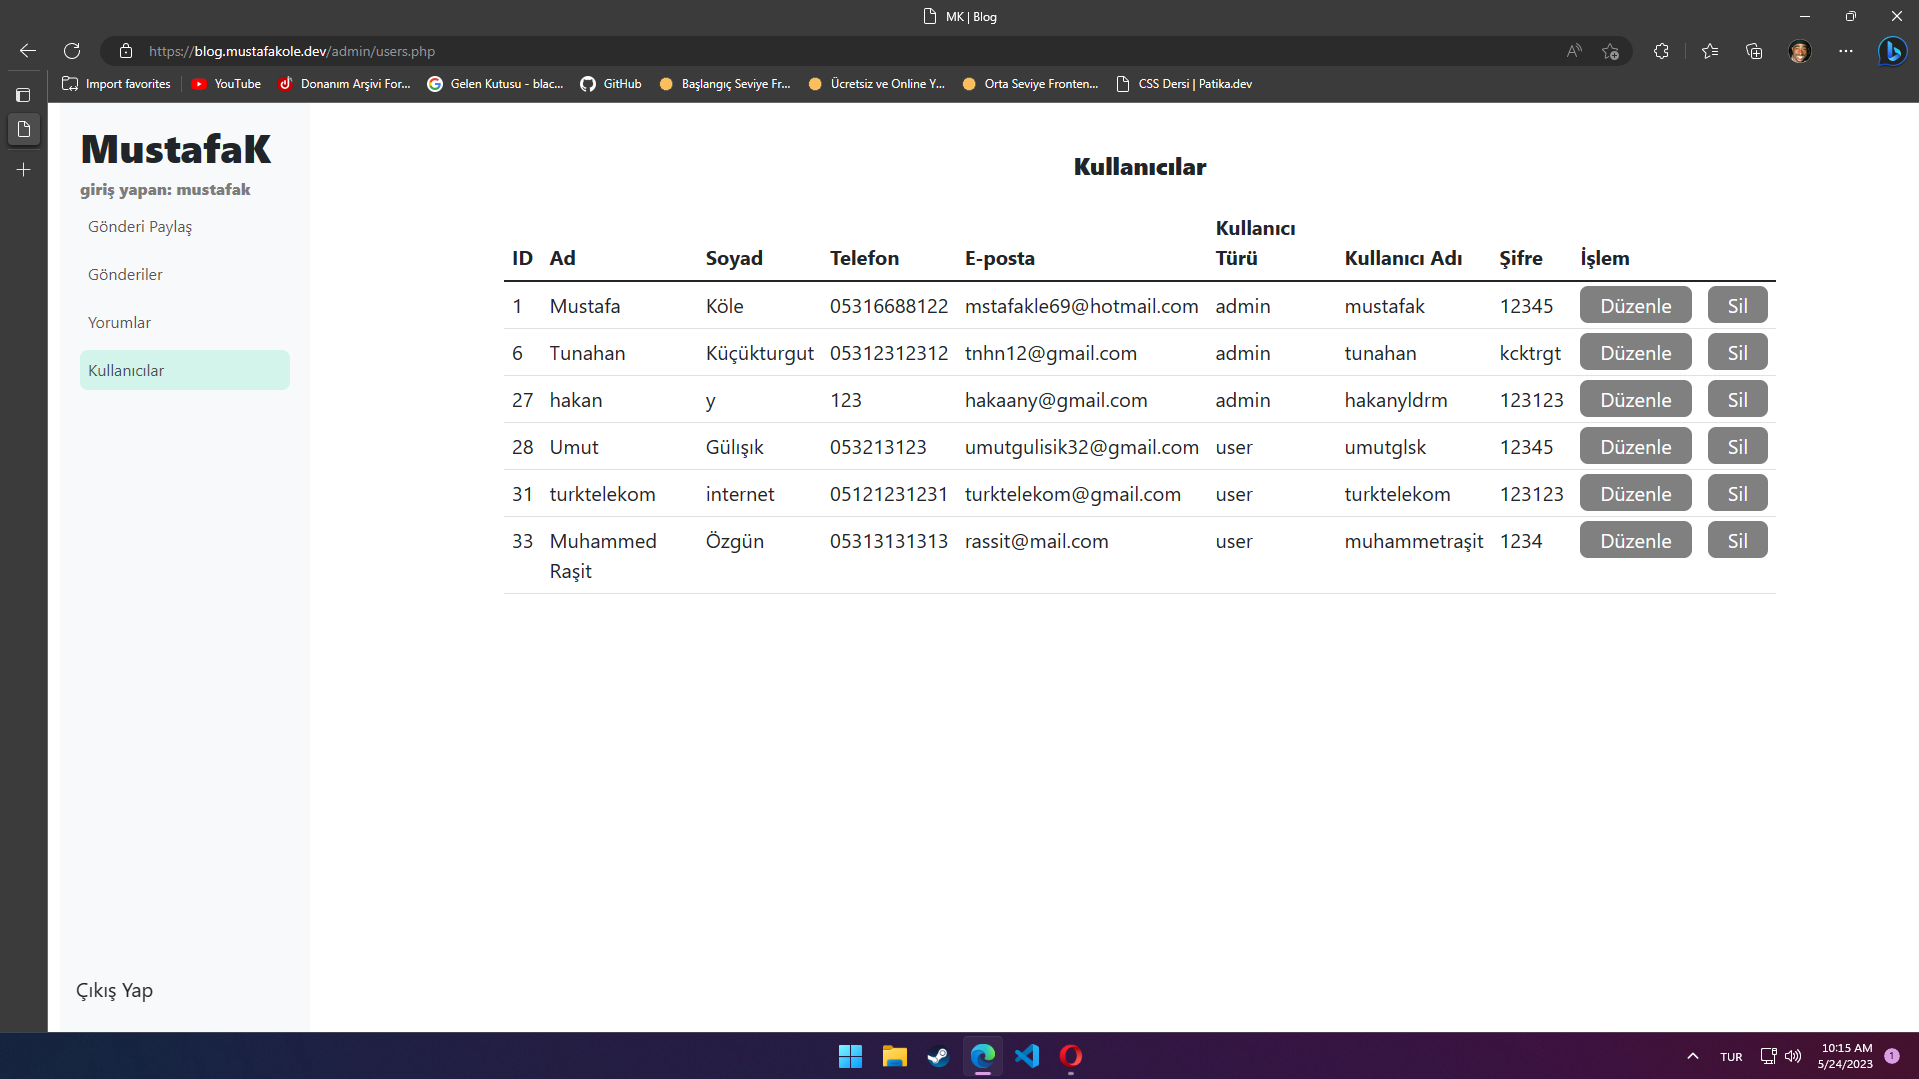 MK | Blog
https://blog.mustafakole.dev/admin/users.php
Import favorites YouTube Donanım Arşivi For... Gelen Kutusu - blac... GitHub Başlangıç Seviye Fr... Ücretsiz ve Online Y... Orta Seviye Fronten... CSS Dersi | Patika.dev
MustafaK
giriş yapan: mustafak
Gönderi Paylaş
Gönderiler
Yorumlar
Kullanıcılar
Çıkış Yap
Kullanıcılar
ID Ad Soyad Telefon E-posta Kullanıcı Türü Kullanıcı Adı Şifre İşlem
1 Mustafa Köle 05316688122 mstafakle69@hotmail.com admin mustafak 12345 Düzenle Sil
6 Tunahan Küçükturgut 05312312312 tnhn12@gmail.com admin tunahan kcktrgt Düzenle Sil
27 hakan y 123 hakaany@gmail.com admin hakanyldrm 123123 Düzenle Sil
28 Umut Gülışık 053213123 umutgulisik32@gmail.com user umutglsk 12345 Düzenle Sil
31 turktelekom internet 05121231231 turktelekom@gmail.com user turktelekom 123123 Düzenle Sil
33 Muhammed Raşit Özgün 05313131313 rassit@mail.com user muhammetraşit 1234 Düzenle Sil
TUR
10:15 AM
5/24/2023
1